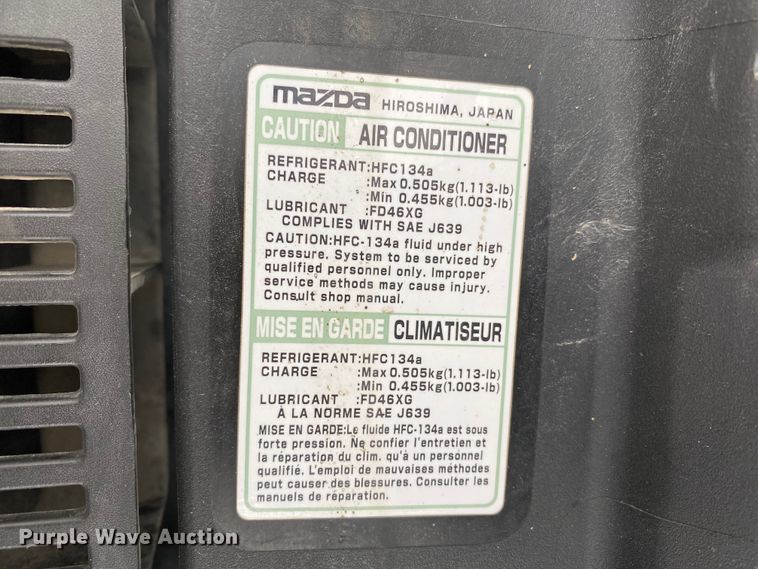 mazda HIROSHIMA, JAPAN
CAUTION AIR CONDITIONER
REFRIGERANT:HFC134a
CHARGE :Max 0.505kg(1.113-lb)
:Min 0.455kg(1.003-lb)
LUBRICANT :FD46XG
COMPLIES WITH SAE J639
CAUTION:HFC-134a fluid under high
pressure. System to be serviced by
qualified personnel only. Improper
service methods may cause injury.
Consult shop manual.
MISE EN GARDE CLIMATISEUR
REFRIGERANT:HFC134a
CHARGE :Max 0.505kg(1.113-lb)
:Min 0.455kg(1.003-lb)
LUBRICANT :FD46XG
À LA NORME SAE J639
MISE EN GARDE:Le fluide HFC-134a est sous
forte pression. Ne confier l'entretien et
la réparation du clim. qu'à un personnel
qualifié. L'emploi de mauvaises méthodes
peut causer des blessures. Consulter les
manuels de réparation.
Purple Wave Auction